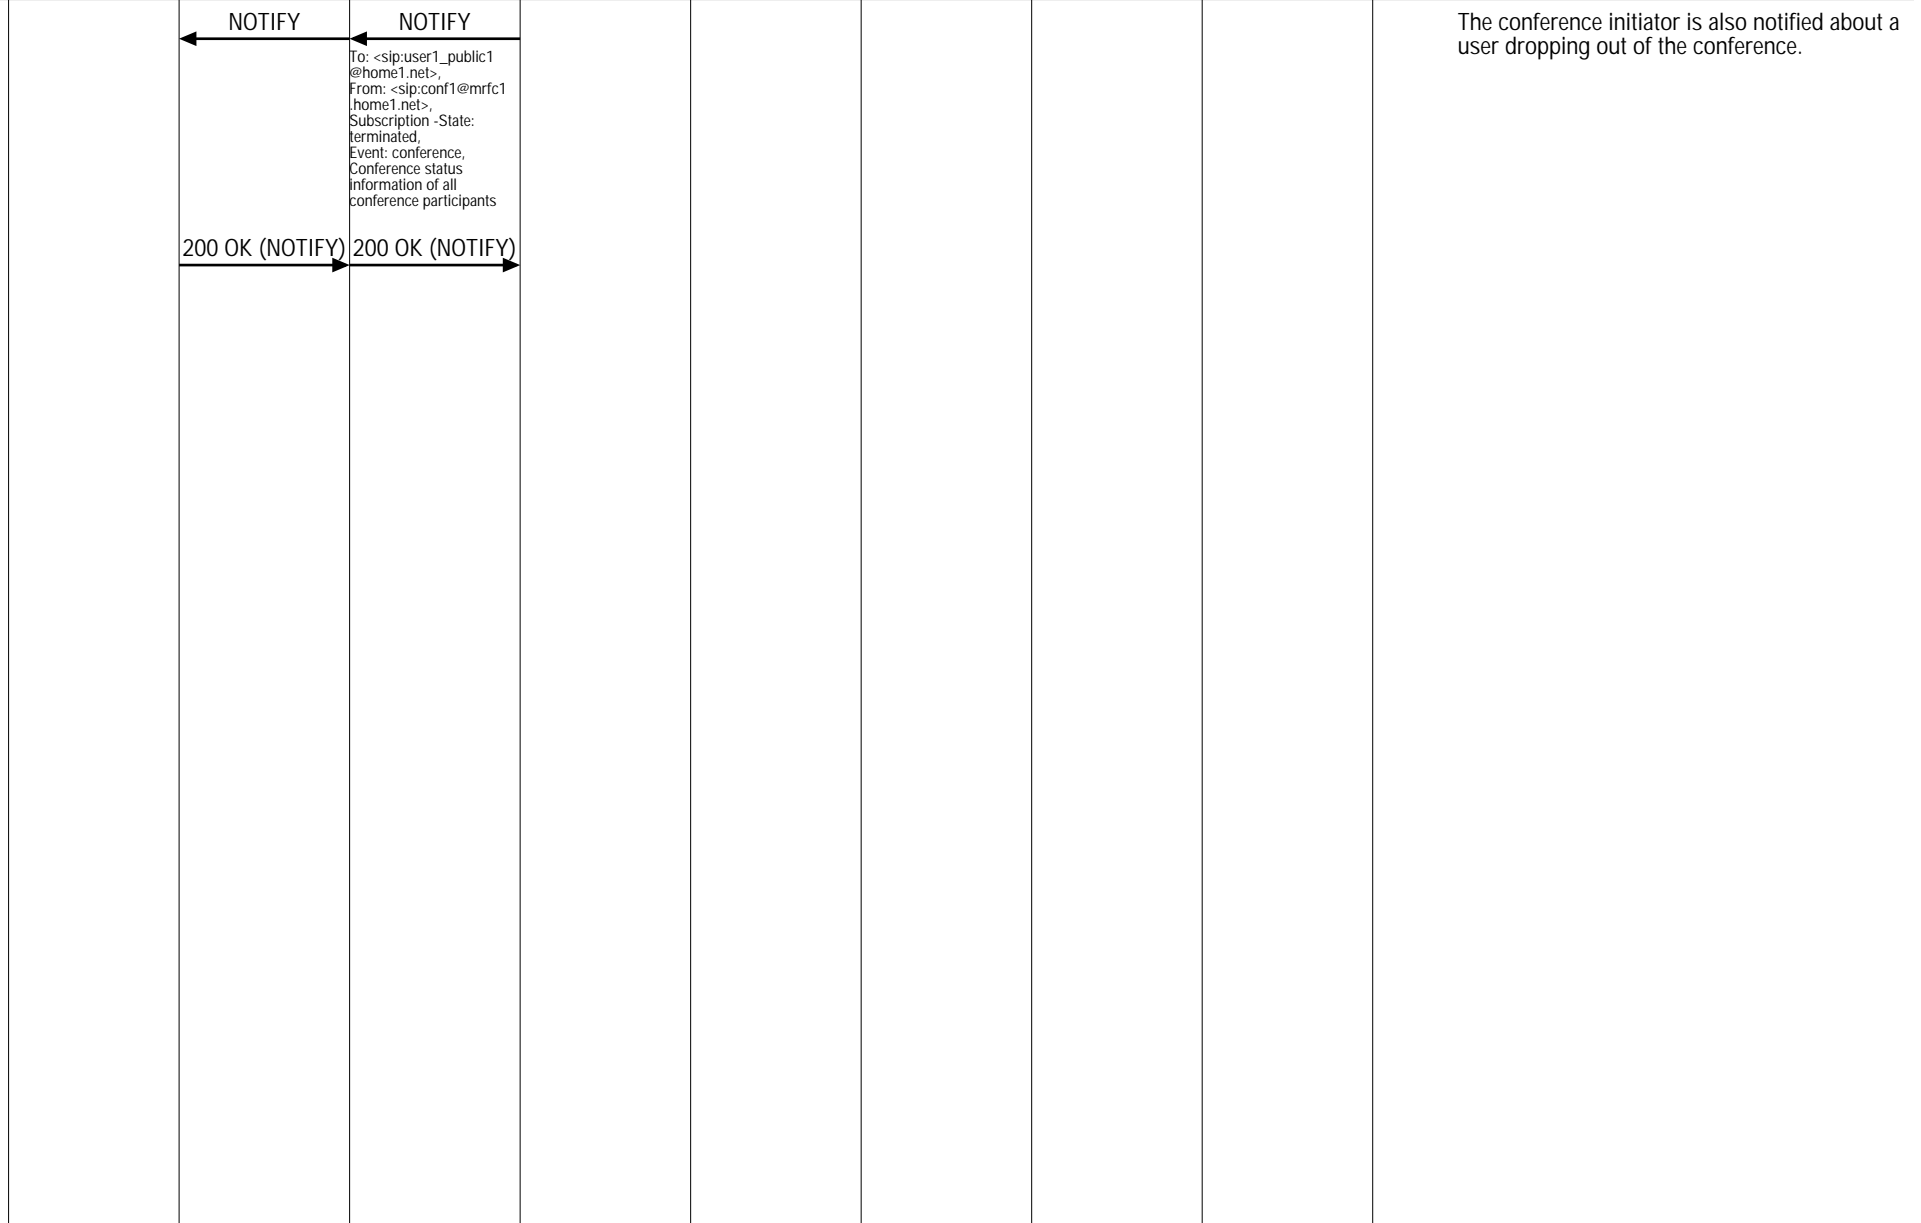 NOTIFY NOTIFY
The conference initiator is also notified about a
user dropping out of the conference.
To: <sip:user1_public1
@home1.net>,
From: <sip:conf1@mrfc1
.home1.net>,
Subscription -State:
terminated,
Event: conference,
Conference status
information of all
conference participants
200 OK (NOTIFY) 200 OK (NOTIFY)